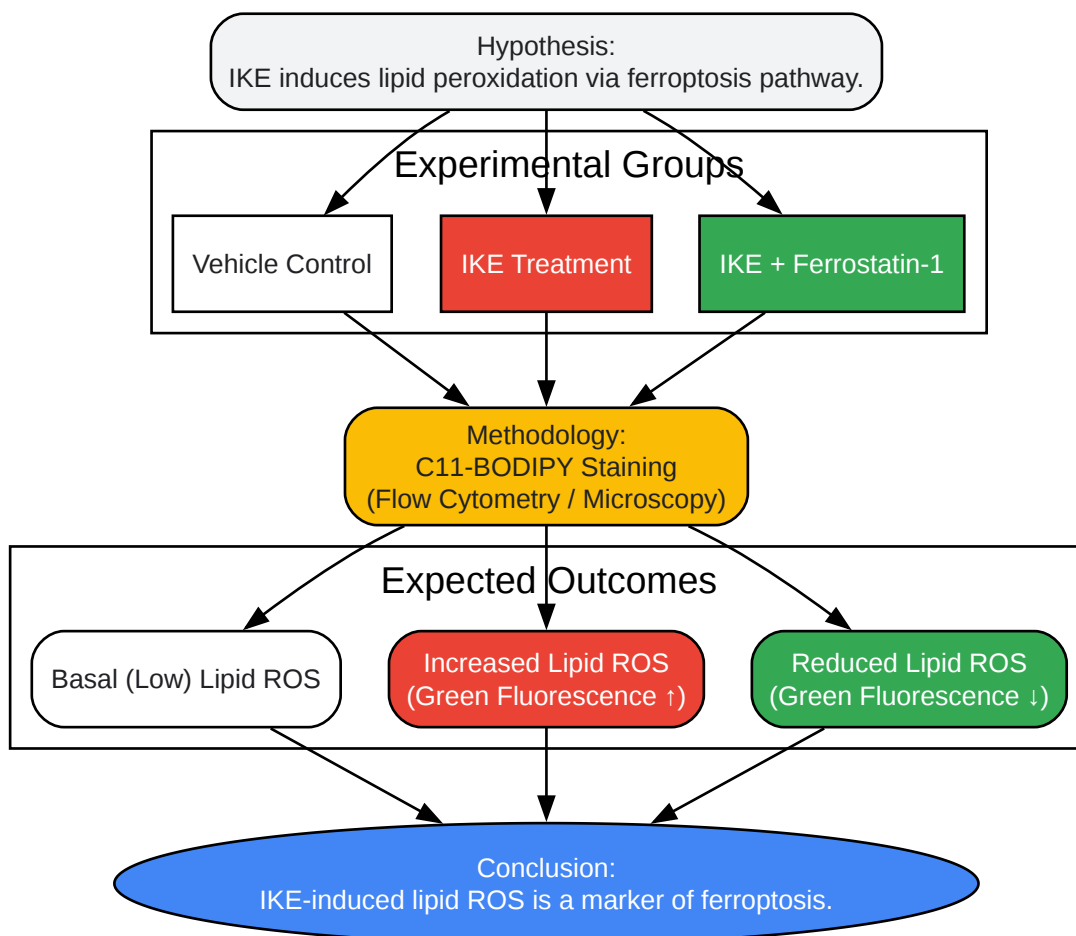 Hypothesis:
IKE induces lipid peroxidation via ferroptosis pathway.
Experimental Groups
Vehicle Control
IKE Treatment
IKE + Ferrostatin-1
Methodology:
C11-BODIPY Staining
(Flow Cytometry / Microscopy)
Expected Outcomes
Basal (Low) Lipid ROS
Increased Lipid ROS
(Green Fluorescence ↑)
Reduced Lipid ROS
(Green Fluorescence ↓)
Conclusion:
IKE-induced lipid ROS is a marker of ferroptosis.